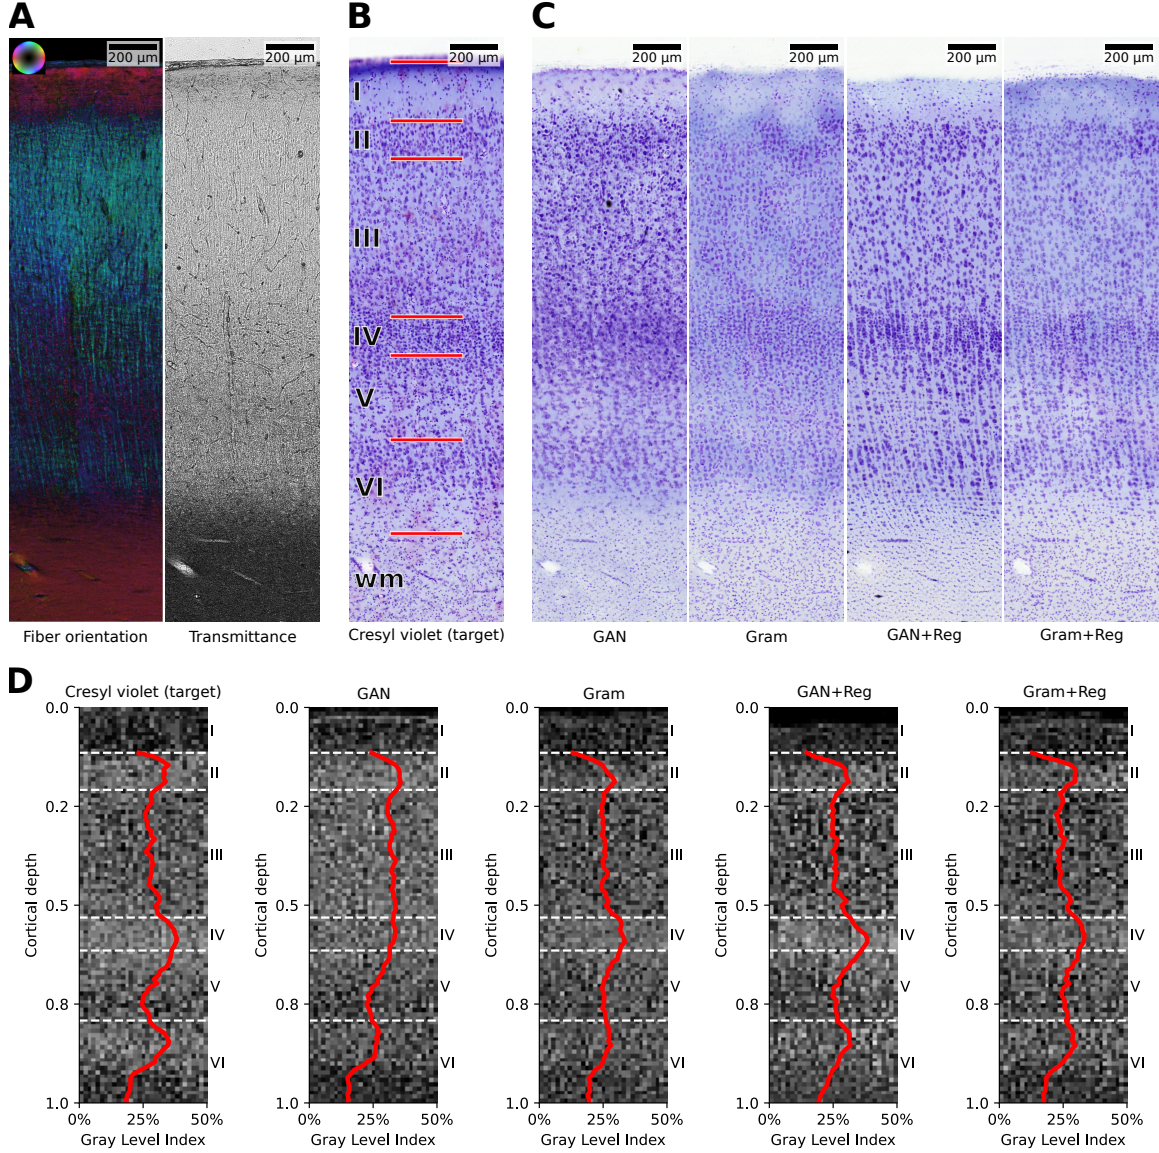 A
B
C
200 µm
200 µm
200 µm
200 µm
200 µm
200 µm
200 µm
I
II
III
IV
V
VI
wm
Fiber orientation
Transmittance
Cresyl violet (target)
GAN
Gram
GAN+Reg
Gram+Reg
D
Cresyl violet (target)
GAN
Gram
GAN+Reg
Gram+Reg
Cortical depth
0.0
0.2
0.5
0.8
1.0
I
II
III
IV
V
VI
0% 25% 50%
Gray Level Index
Cortical depth
0.0
0.2
0.5
0.8
1.0
I
II
III
IV
V
VI
0% 25% 50%
Gray Level Index
Cortical depth
0.0
0.2
0.5
0.8
1.0
I
II
III
IV
V
VI
0% 25% 50%
Gray Level Index
Cortical depth
0.0
0.2
0.5
0.8
1.0
I
II
III
IV
V
VI
0% 25% 50%
Gray Level Index
Cortical depth
0.0
0.2
0.5
0.8
1.0
I
II
III
IV
V
VI
0% 25% 50%
Gray Level Index